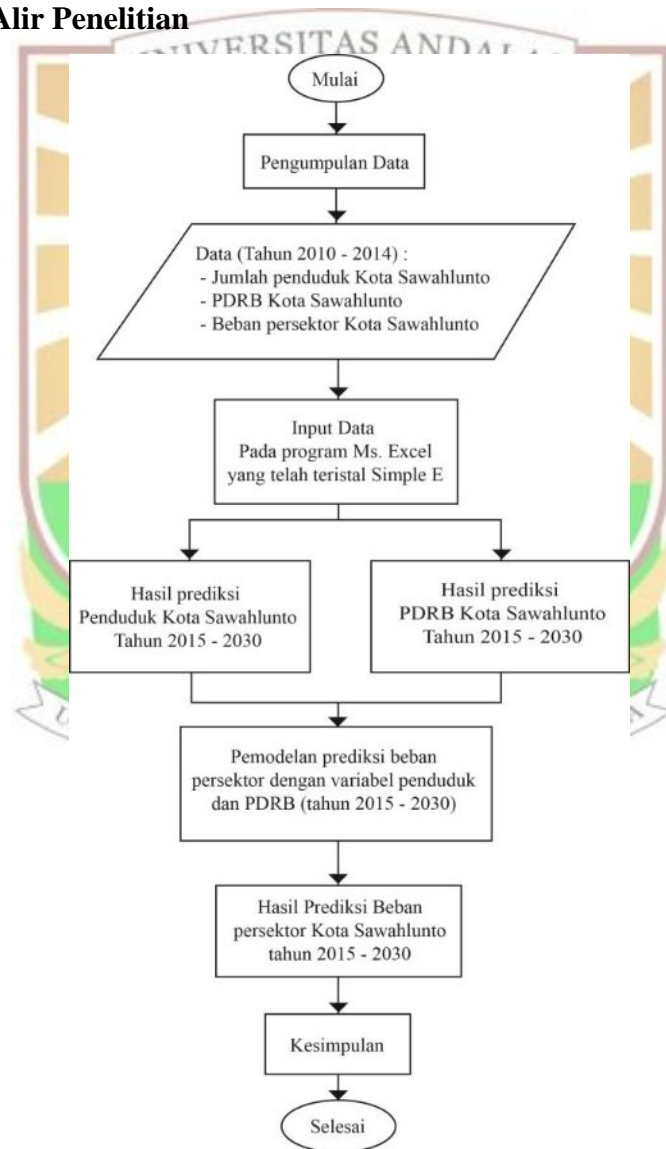 Alir Penelitian
UNIVERSITAS ANDALA
Mulai
Pengumpulan Data
Data (Tahun 2010 - 2014) :
- Jumlah penduduk Kota Sawahlunto
- PDRB Kota Sawahlunto
- Beban persektor Kota Sawahlunto
Input Data
Pada program Ms. Excel
yang telah teristal Simple E
Hasil prediksi
Penduduk Kota Sawahlunto
Tahun 2015 - 2030
Hasil prediksi
PDRB Kota Sawahlunto
Tahun 2015 - 2030
Pemodelan prediksi beban
persektor dengan variabel penduduk
dan PDRB (tahun 2015 - 2030)
Hasil Prediksi Beban
persektor Kota Sawahlunto
tahun 2015 - 2030
Kesimpulan
Selesai